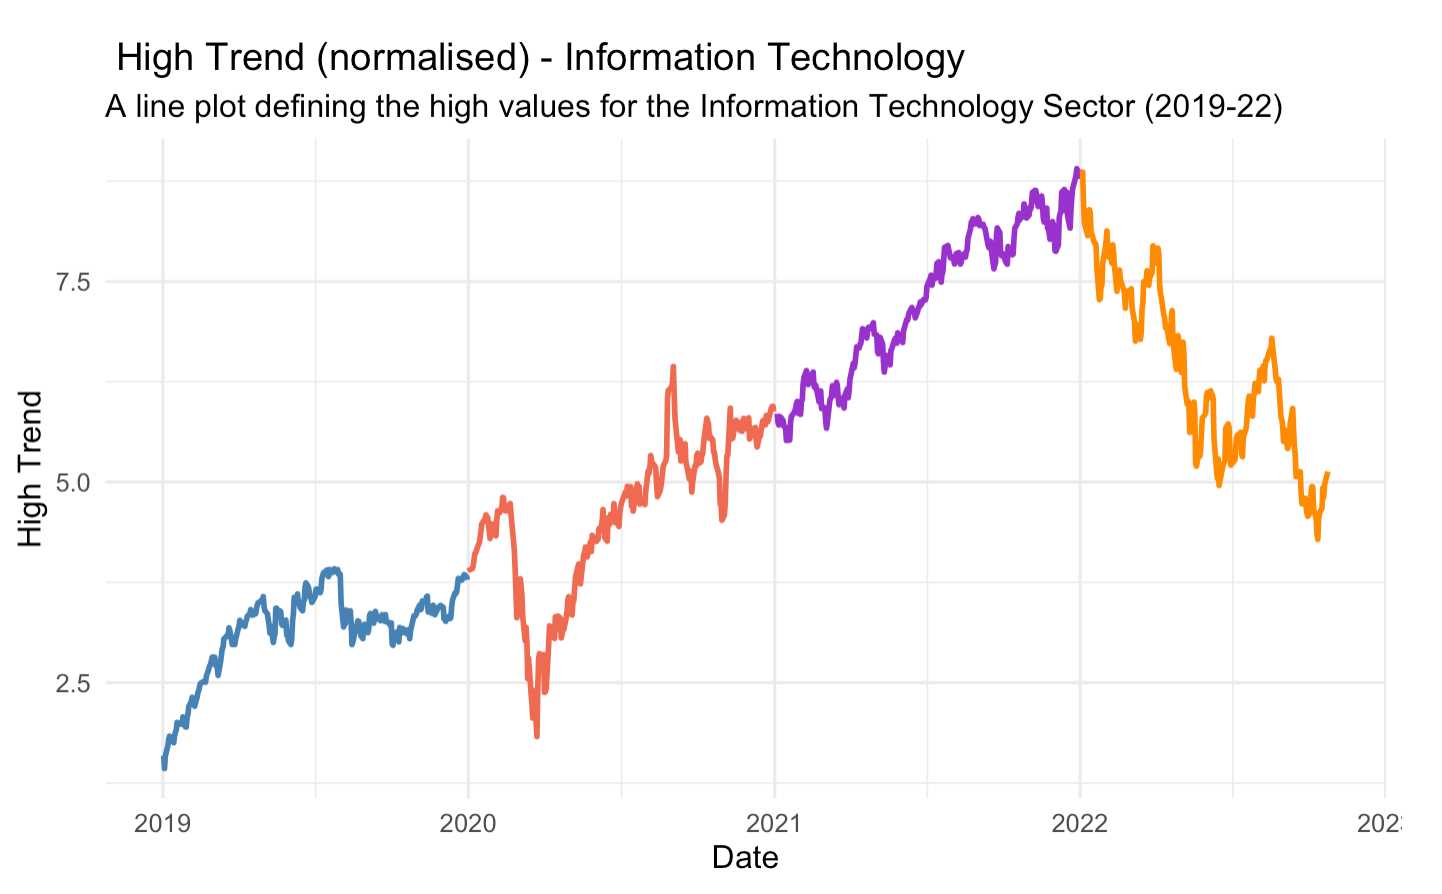 High Trend (normalised) - Information Technology
A line plot defining the high values for the Information Technology Sector (2019-22)
7.5
5.0
2.5
High Trend
2019 2020 2021 2022
Date